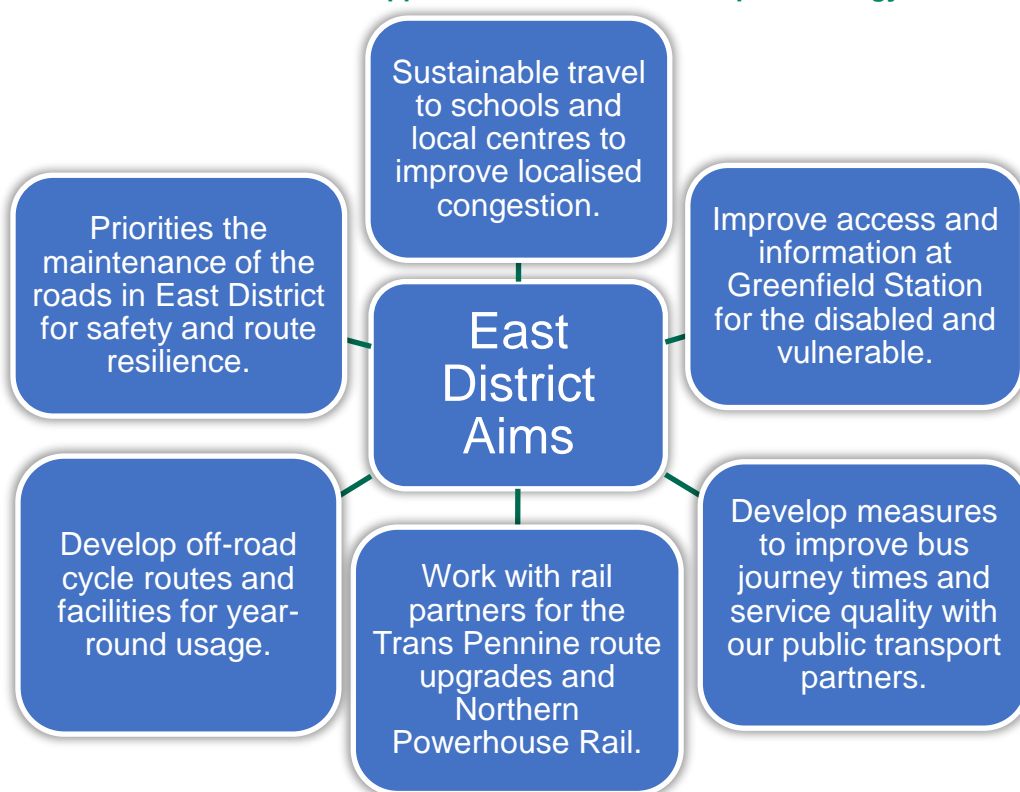 Sustainable travel
to schools and
local centres to
improve localised
congestion.
Priorities the
maintenance of the
roads in East District
for safety and route
resilience.
East
District
Aims
Improve access and
information at
Greenfield Station
for the disabled and
vulnerable.
Develop off-road
cycle routes and
facilities for year-
round usage.
Work with rail
partners for the
Trans Pennine route
upgrades and
Northern
Powerhouse Rail.
Develop measures
to improve bus
journey times and
service quality with
our public transport
partners.